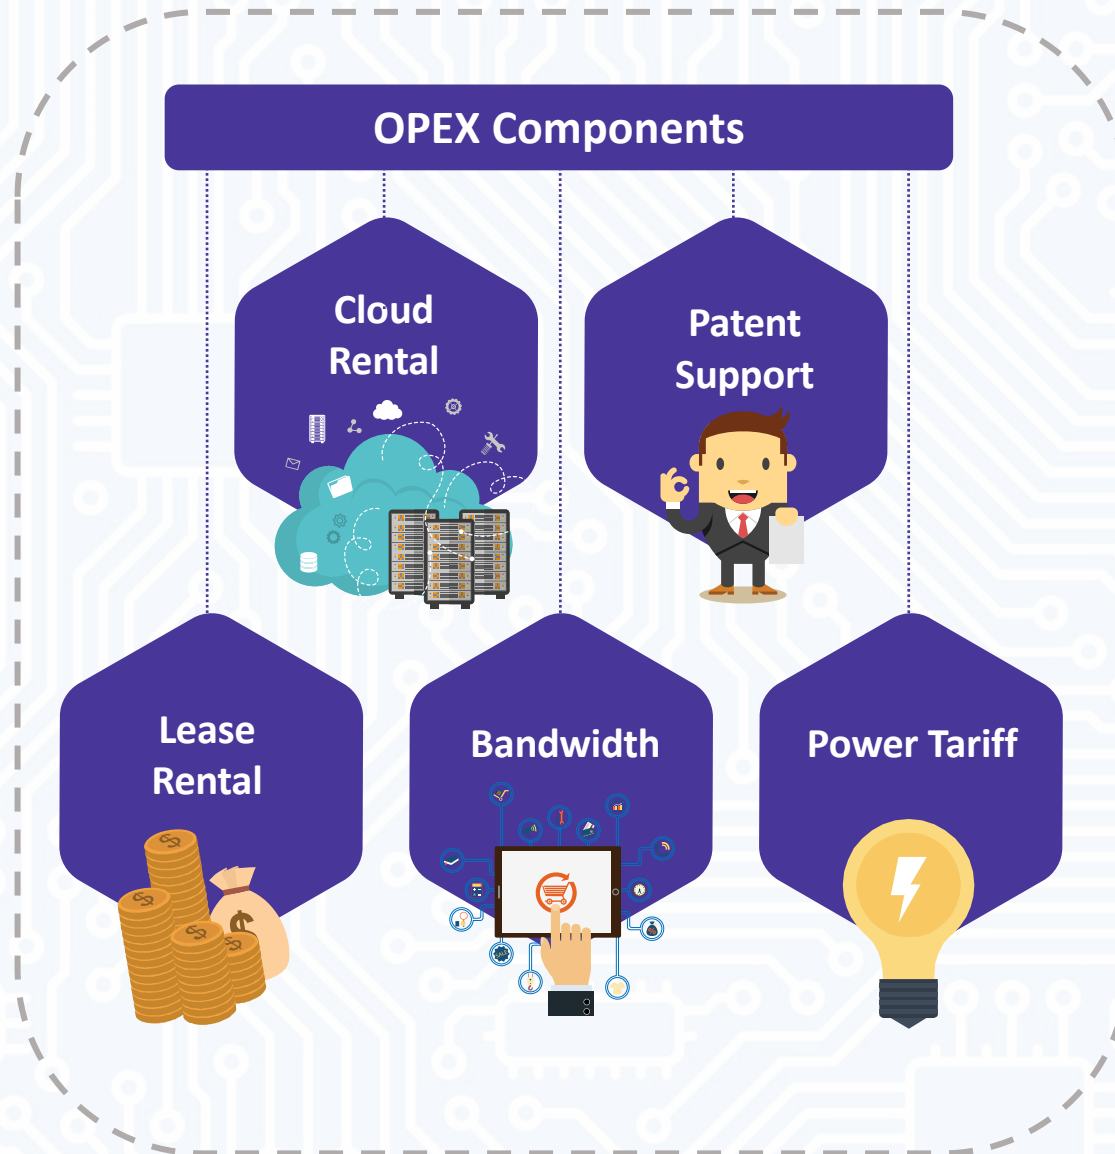 OPEX Components
Cloud
Rental
Patent
Support
Lease
Rental
Bandwidth
Power Tariff